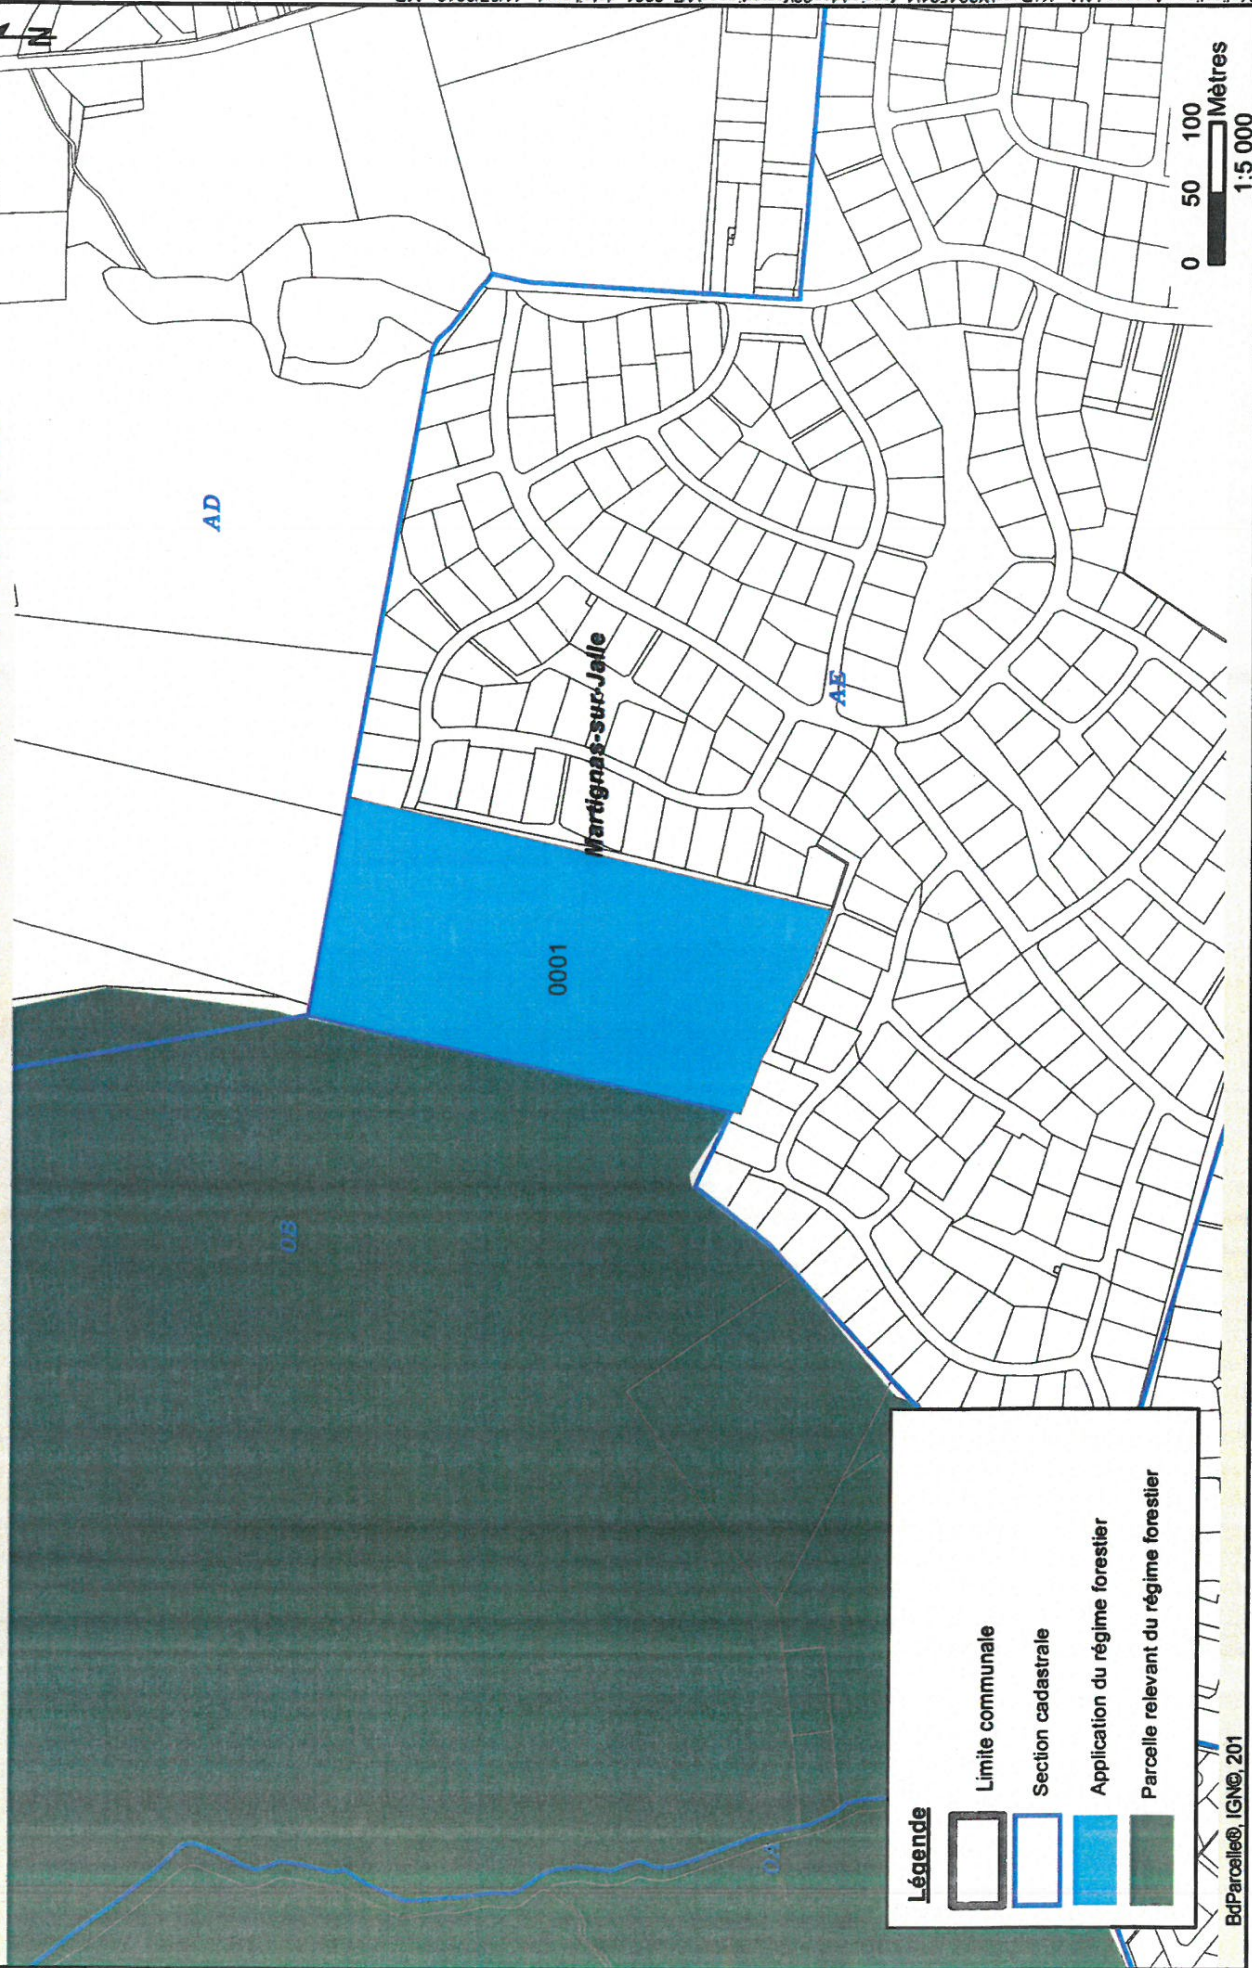 N
AD
Martignas-sur-Jalle
AE
0001
0B
0A
0 50 100
Mètres
1:5 000
Légende
Limite communale
Section cadastrale
Application du régime forestier
Parcelle relevant du régime forestier
BdParcelle®, IGN©, 201